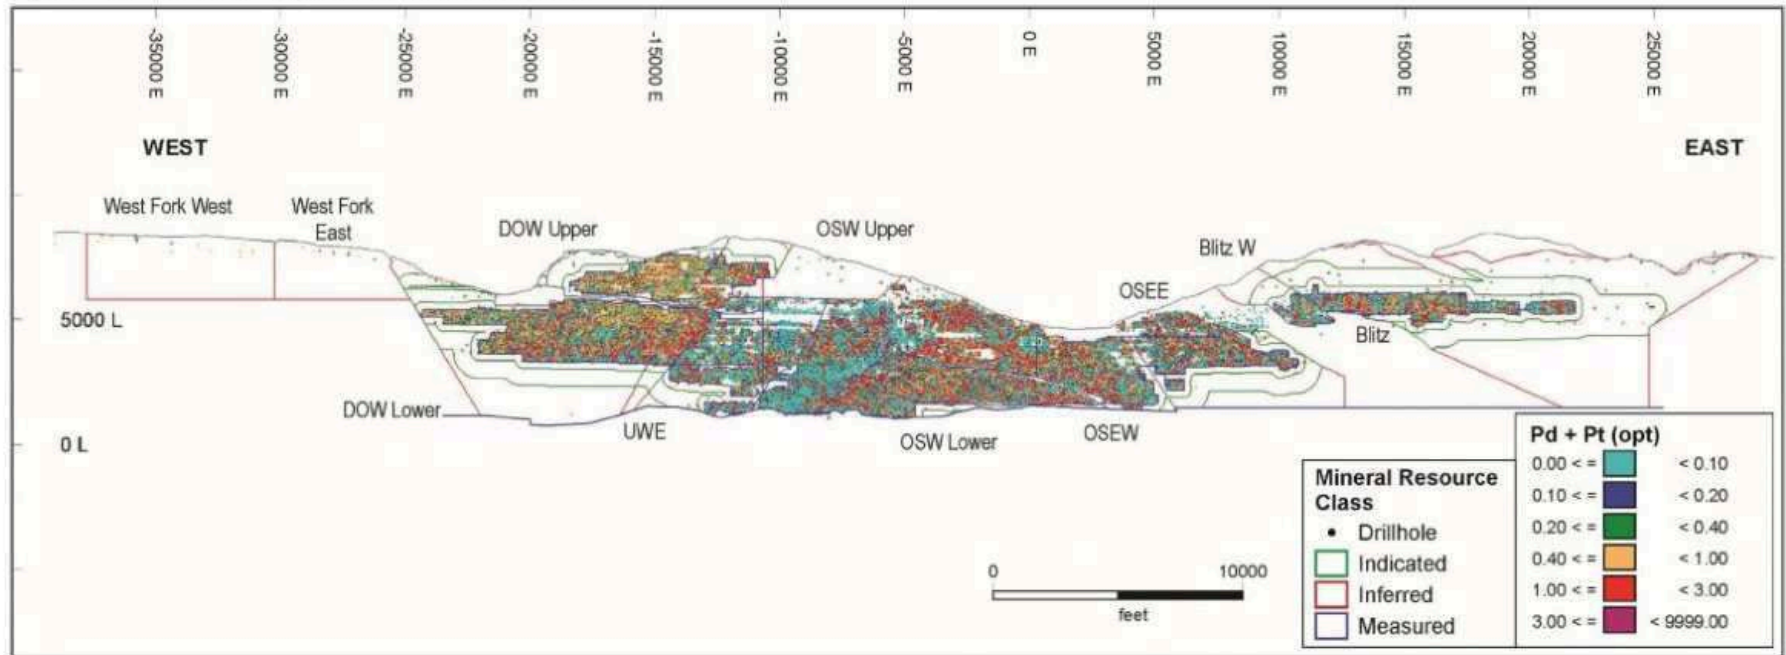 -35000 E
-30000 E
-25000 E
-20000 E
-15000 E
-10000 E
-5000 E
0 E
5000 E
10000 E
15000 E
20000 E
25000 E
WEST
EAST
West Fork West
West Fork
East
DOW Upper
OSW Upper
Blitz W
OSEE
5000 L
Blitz
DOW Lower
UWE
OSW Lower
OSEW
0 L
0
10000
feet
Mineral Resource
Class
Drillhole
Indicated
Inferred
Measured
Pd + Pt (opt)
0.00 < = < 0.10
0.10 < = < 0.20
0.20 < = < 0.40
0.40 < = < 1.00
1.00 < = < 3.00
3.00 < = < 9999.00